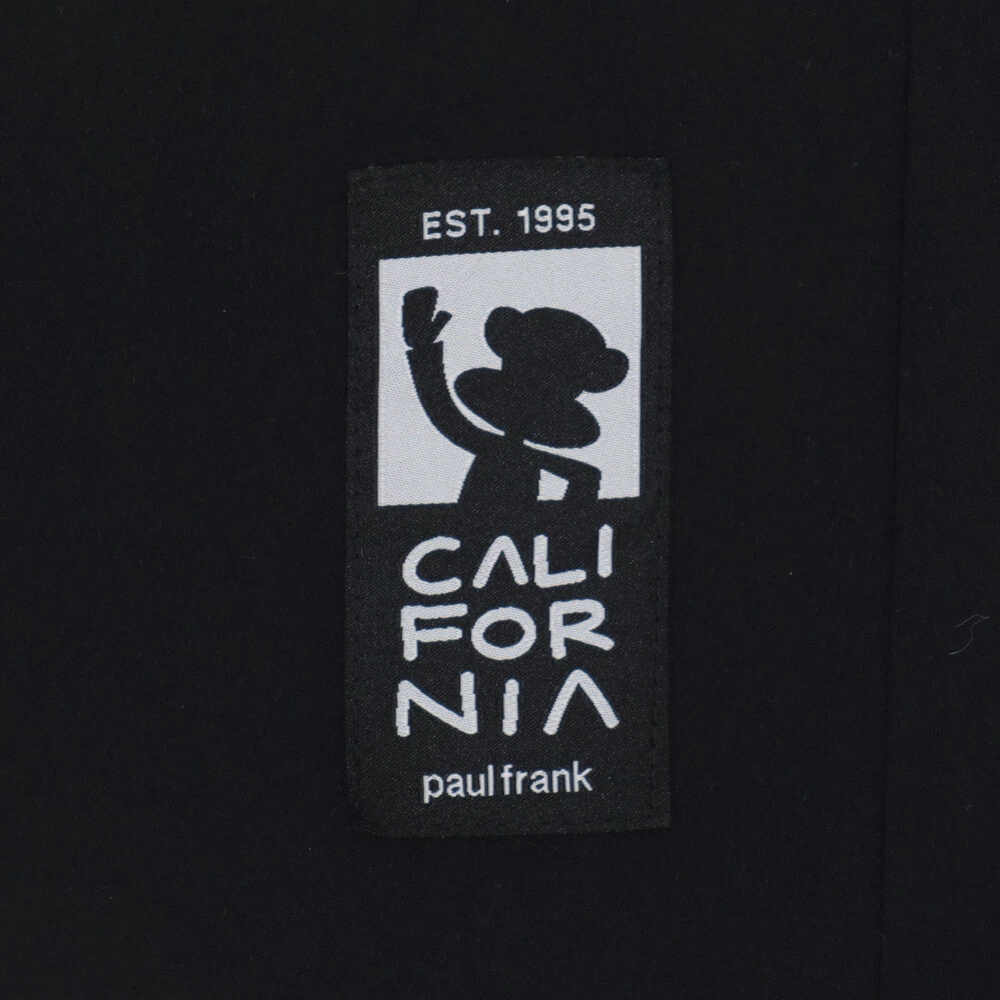 EST. 1995
CALI
FOR
NIA
paul frank